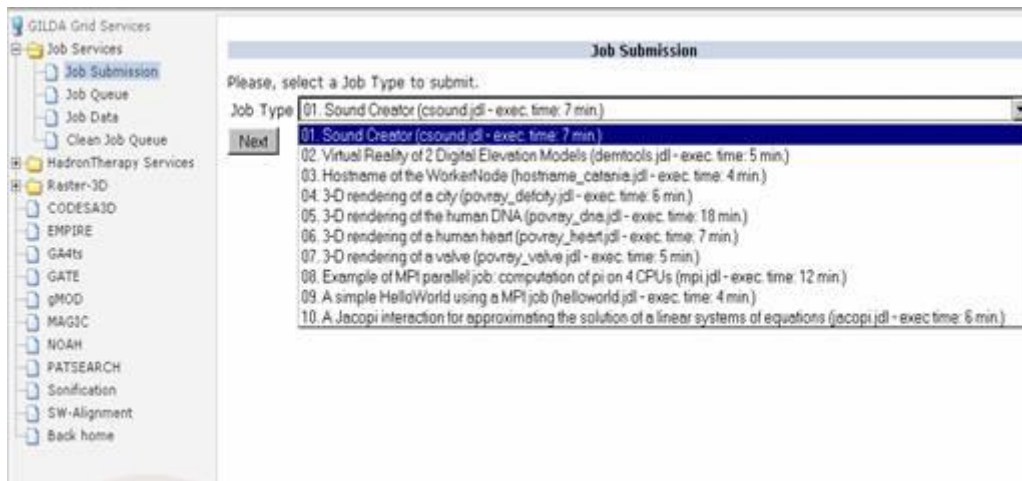 GILDA Grid Services
Job Services
Job Submission
Job Queue
Job Data
Clean Job Queue
HadronTherapy Services
Raster-3D
CODESA3D
EMPIRE
GA4ts
GATE
gMOD
MAGIC
NOAH
PATSEARCH
Sonification
SW-Alignment
Back home
Job Submission
Please, select a Job Type to submit.
Job Type 01. Sound Creator (csound.jdl - exec. time: 7 min.)
Next
01. Sound Creator (csound.jdl - exec. time: 7 min.)
02. Virtual Reality of 2 Digital Elevation Models (demtools.jdl - exec. time: 5 min.)
03. Hostname of the WorkerNode (hostname_catania.jdl - exec. time: 4 min.)
04. 3-D rendering of a city (povray_defcity.jdl - exec. time: 6 min.)
05. 3-D rendering of the human DNA (povray_dna.jdl - exec. time: 18 min.)
06. 3-D rendering of a human heart (povray_heart.jdl - exec. time: 7 min.)
07. 3-D rendering of a valve (povray_valve.jdl - exec. time: 5 min.)
08. Example of MPI parallel job: computation of pi on 4 CPUs (mpi.jdl - exec. time: 12 min.)
09. A simple HelloWorld using a MPI job (helloworld.jdl - exec. time: 4 min.)
10. A Jacopi interaction for approximating the solution of a linear systems of equations (jacopi.jdl - exec time: 6 min.)